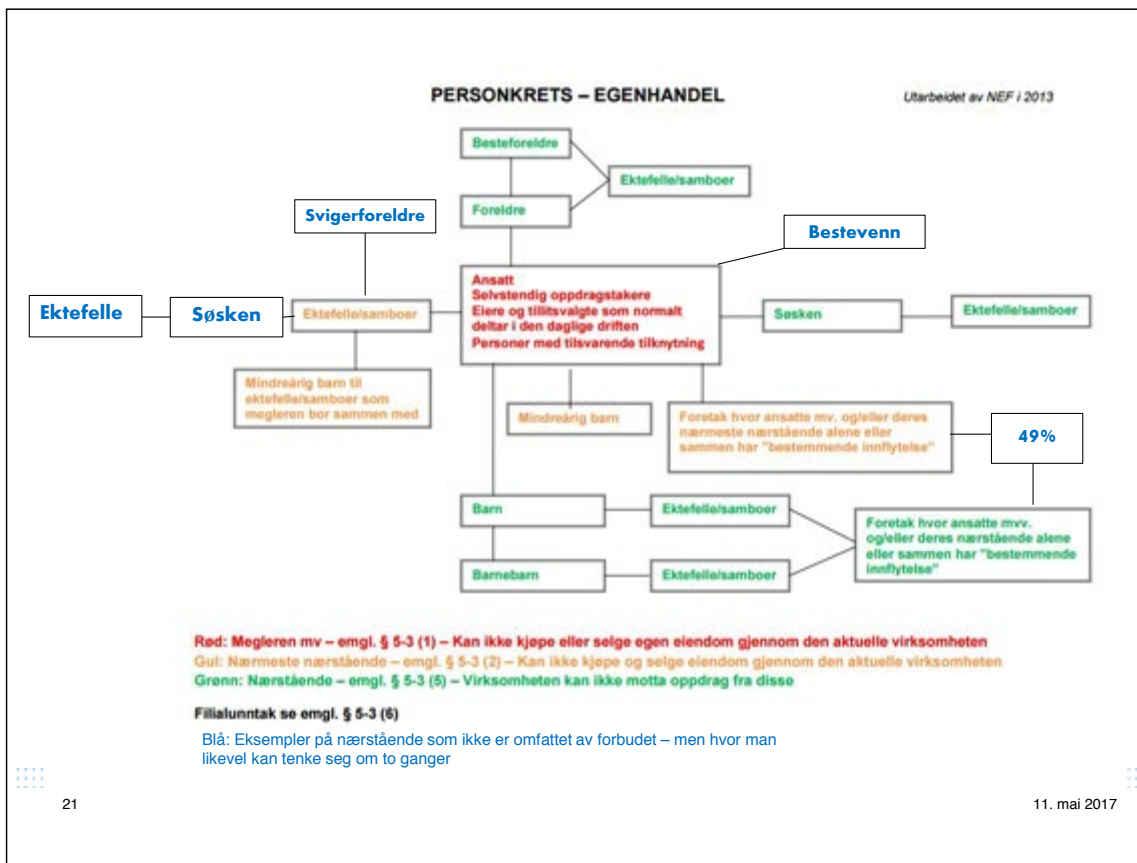 PERSONKRETS – EGENHANDEL
Utarbeidet av NEF i 2013
Besteforeldre
Ektefelle/samboer
Foreldre
Svigerforeldre
Bestevenn
Ektefelle
Søsken
Ektefelle/samboer
Ansatt
Selvstendig oppdragstakere
Eiere og tillitsvalgte som normalt
deltar i den daglige driften
Personer med tilsvarende tilknytning
Søsken
Ektefelle/samboer
Mindreårig barn til
ektefelle/samboer som
megleren bor sammen med
Mindreårig barn
Foretak hvor ansatte mv. og/eller deres
nærmeste nærstående alene eller
sammen har "bestemmende
innflytelse"
49%
Barn
Ektefelle/samboer
Foretak hvor ansatte mvv.
og/eller deres nærstående alene
eller sammen har "bestemmende
innflytelse"
Barnebarn
Ektefelle/samboer
Rød: Megleren mv – emgl. § 5-3 (1) – Kan ikke kjøpe eller selge egen eiendom gjennom den aktuelle virksomheten
Gul: Nærmeste nærstående – emgl. § 5-3 (2) – Kan ikke kjøpe og selge eiendom gjennom den aktuelle virksomheten
Grønn: Nærstående – emgl. § 5-3 (5) – Virksomheten kan ikke motta oppdrag fra disse
Filialunntak se emgl. § 5-3 (6)
Blå: Eksempler på nærstående som ikke er omfattet av forbudet – men hvor man
likevel kan tenke seg om to ganger
21
11. mai 2017